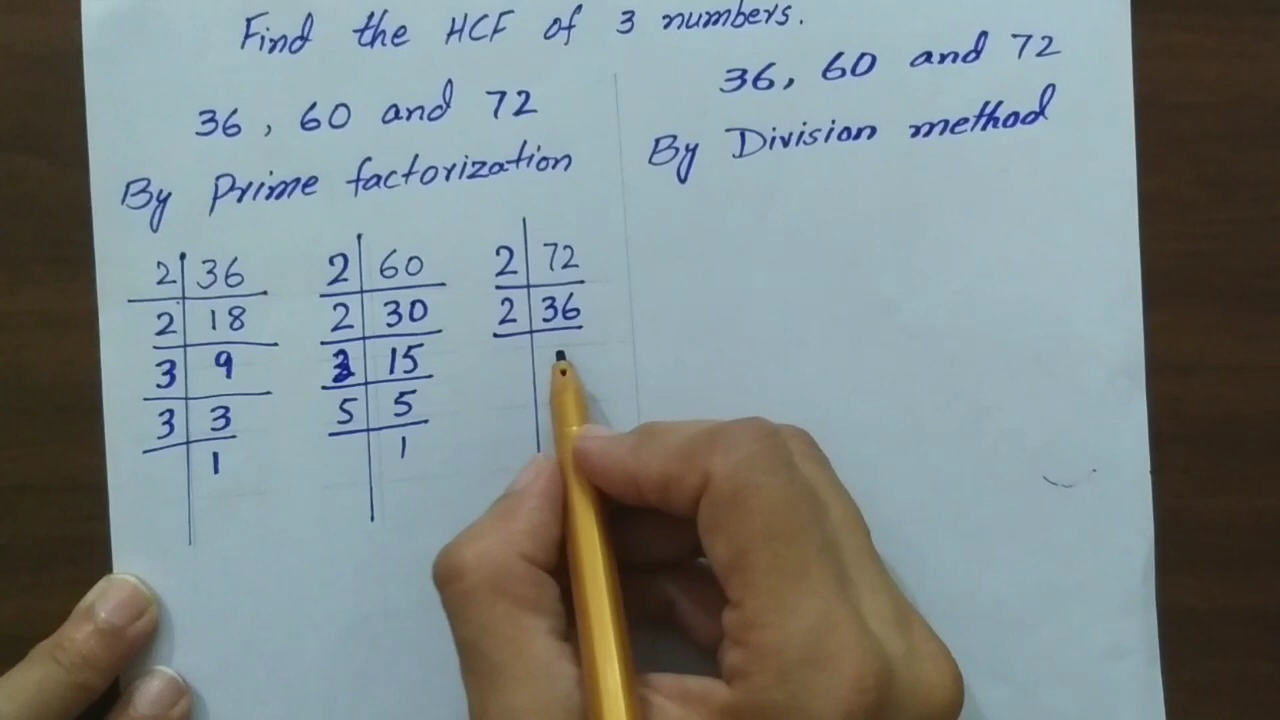 Find the HCF of 3 numbers.
36, 60 and 72
By Prime factorization
2 36
2 18
3 9
3 3
1
2 60
2 30
3 15
5 5
1
2 72
2 36
36, 60 and 72
By Division method